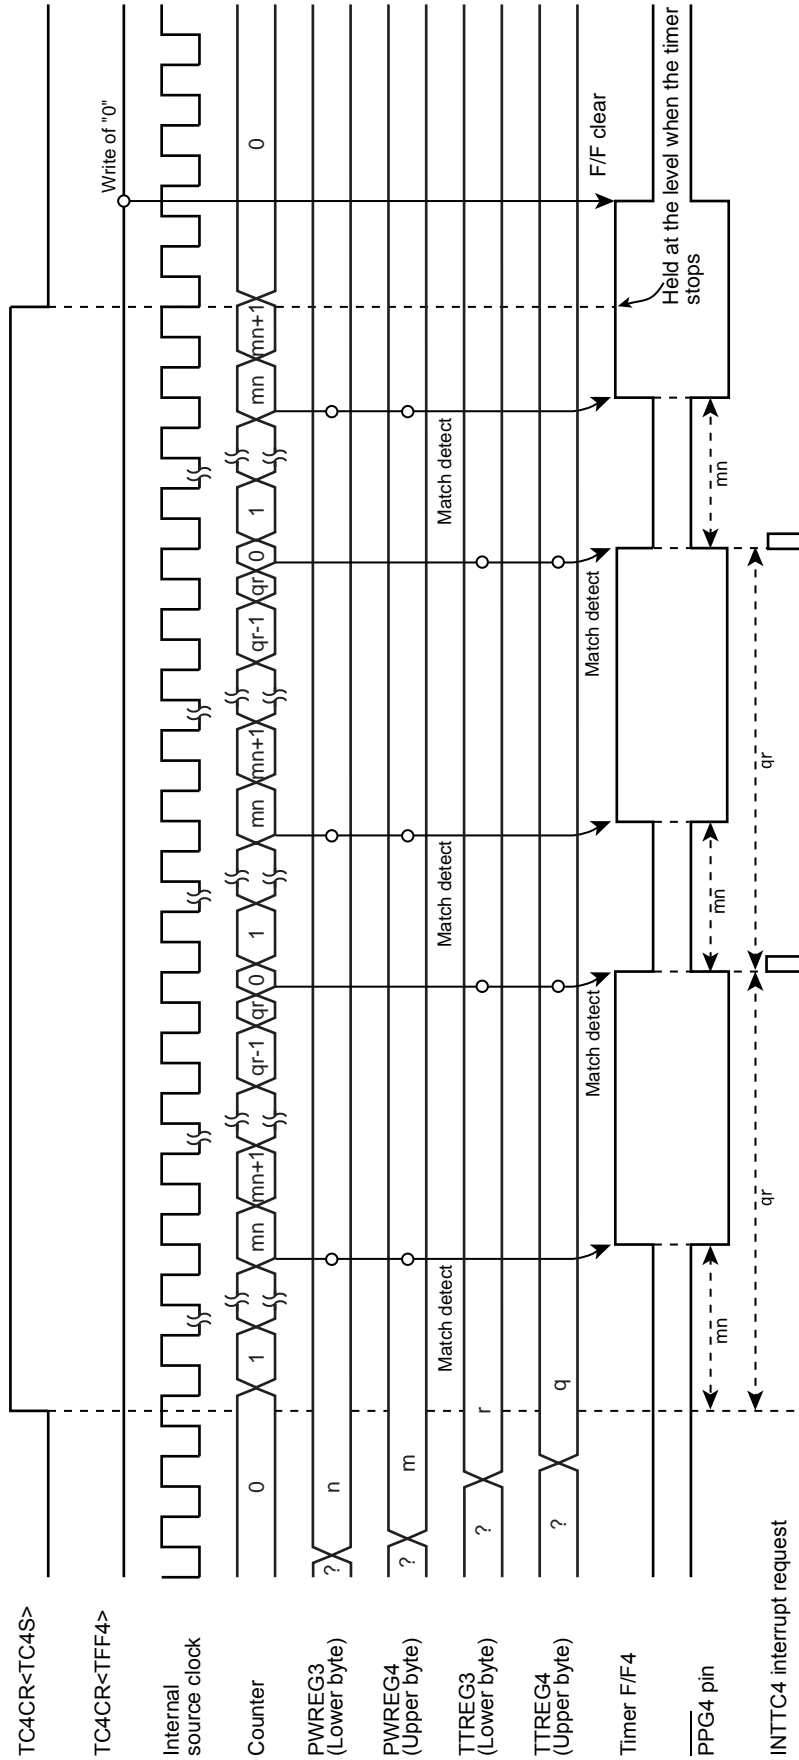 TC4CR<TC4S>
TC4CR<TFF4>
Write of "0"
Internal
source clock
Counter
0 1 mn mn+1 qr-1 qr 0 1 mn mn+1 qr-1 qr 0 1 mn mn+1 0
PWREG3
(Lower byte)
? n
PWREG4
(Upper byte)
? m
Match detect
Match detect
Match detect
TTREG3
(Lower byte)
? r
TTREG4
(Upper byte)
? q
Match detect
Match detect
F/F clear
Timer F/F4
Held at the level when the timer
stops
PPG4 pin
mn
mn
mn
qr
qr
INTTC4 interrupt request